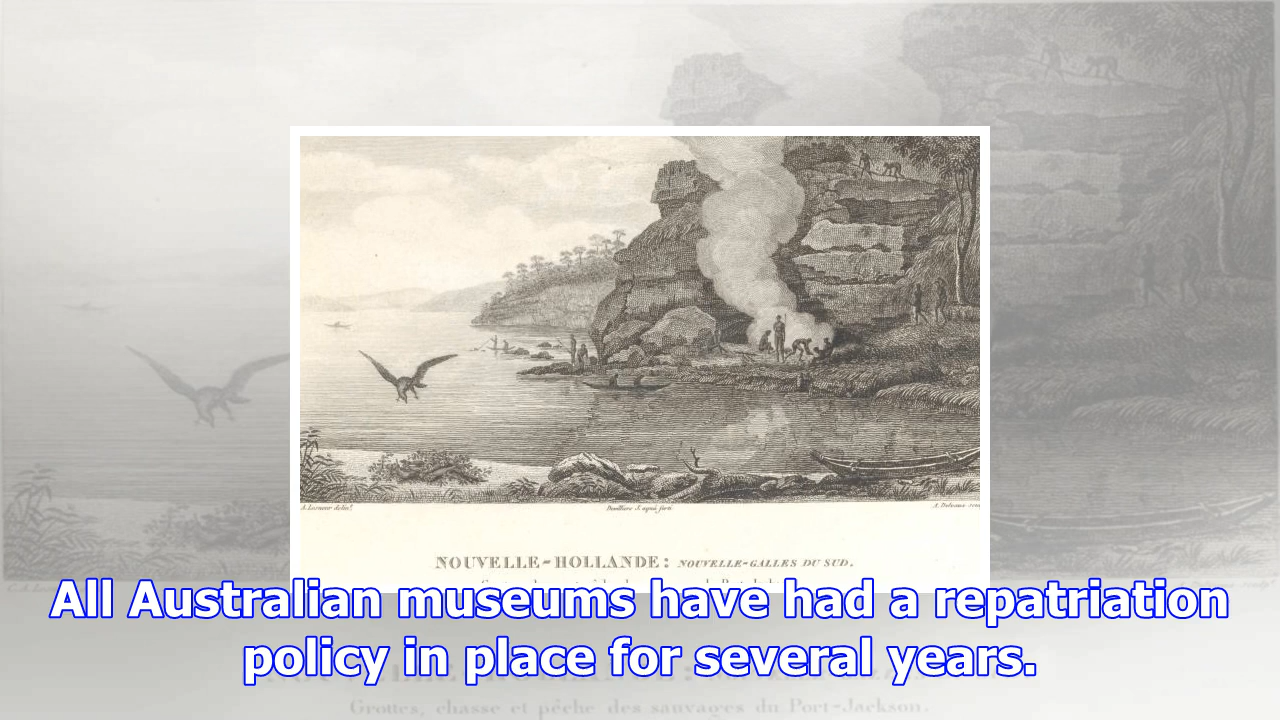 NOUVELLE-HOLLANDE: NOUVELLE-GALLES DU SUD.
All Australian museums have had a repatriation
policy in place for several years.
Grottes, chasse et pêche des sauvages du Port-Jackson.